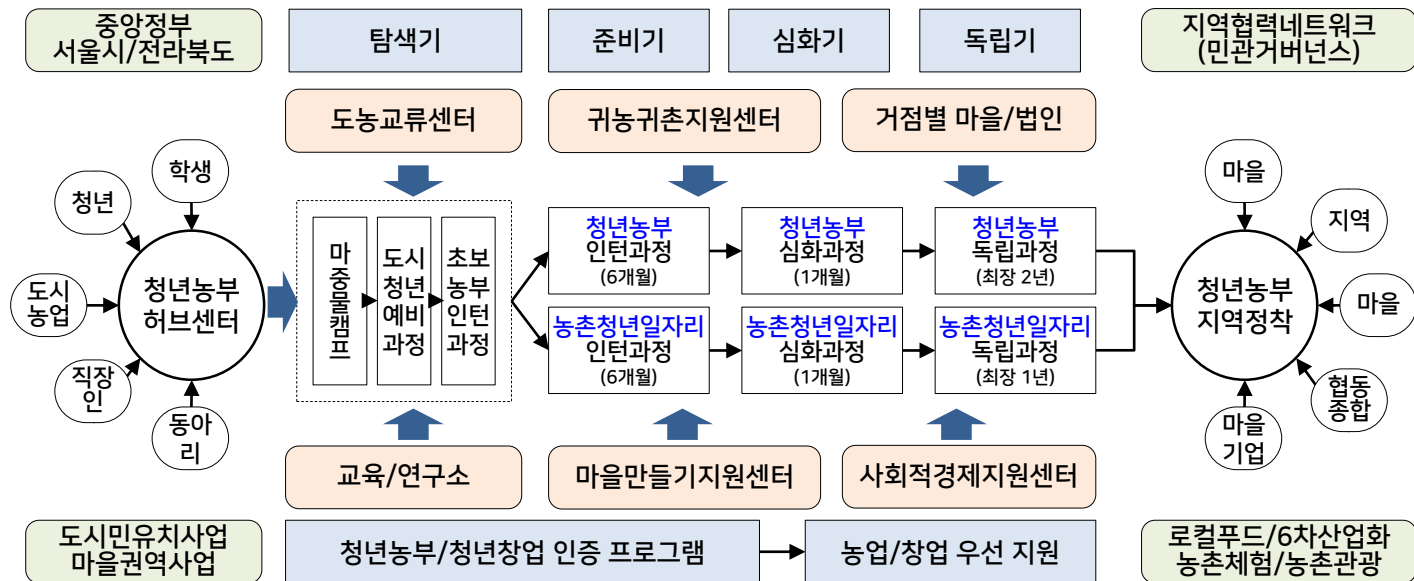 중앙정부
서울시/전라북도
탐색기
준비기
심화기
독립기
지역협력네트워크
(민관거버넌스)
도농교류센터
귀농귀촌지원센터
거점별 마을/법인
학생
청년
도시
농업
직장
인
동아
리
청년농부
허브센터
마중물캠프
도시
청년
예비
과정
초보
농부
인턴
과정
청년농부
인턴과정
(6개월)
청년농부
심화과정
(1개월)
청년농부
독립과정
(최장 2년)
농촌청년일자리
인턴과정
(6개월)
농촌청년일자리
심화과정
(1개월)
농촌청년일자리
독립과정
(최장 1년)
청년농부
지역정착
마을
지역
마을
협동
종합
마을
기업
교육/연구소
마을만들기지원센터
사회적경제지원센터
도시민유치사업
마을권역사업
청년농부/청년창업 인증 프로그램
농업/창업 우선 지원
로컬푸드/6차산업화
농촌체험/농촌관광